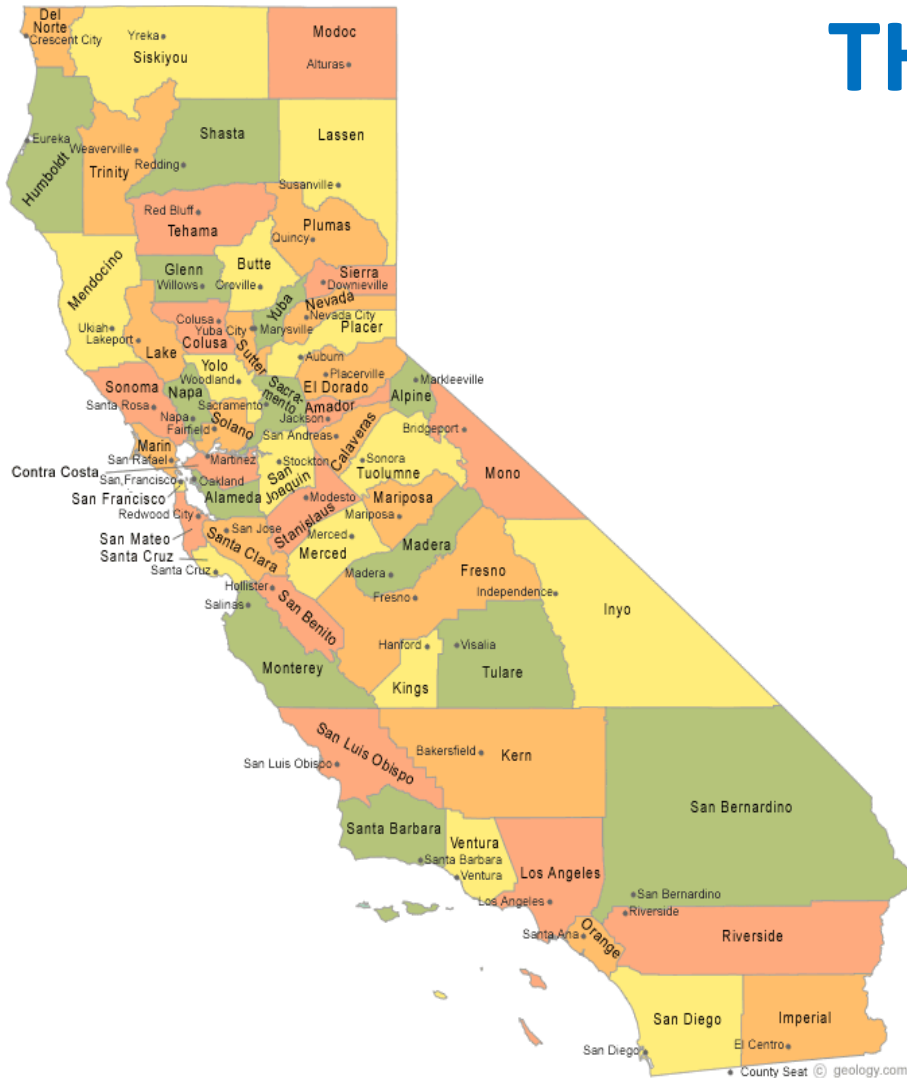 TH
Del
Norte
Crescent City
Yreka
Siskiyou
Modoc
Alturas
Eureka
Humboldt
Weaverville
Trinity
Shasta
Redding
Lassen
Susanville
Red Bluff
Tehama
Plumas
Quincy
Mendocino
Glenn
Willows
Butte
Oroville
Sierra
Downieville
Yuba
Nevada
Nevada City
Colusa
Colusa
Yuba City
Marysville
Sutter
Placer
Ukiah
Lakeport
Lake
Auburn
Yolo
Woodland
Placerville
El Dorado
Sonoma
Santa Rosa
Napa
Napa
Sacramento
Sacra-
mento
Amador
Jackson
Alpine
Markleeville
Solano
Fairfield
San Andreas
Calaveras
Bridgeport
Marin
San Rafael
Contra Costa
Martinez
Stockton
San
Joaquin
Sonora
Tuolumne
Mono
San Francisco
San Francisco
Oakland
Alameda
Modesto
Stanislaus
Mariposa
Mariposa
Redwood City
San Mateo
San Jose
Santa Clara
Merced
Merced
Madera
Madera
Santa Cruz
Santa Cruz
Hollister
San Benito
Salinas
Monterey
Fresno
Fresno
Independence
Inyo
Hanford
Kings
Visalia
Tulare
San Luis Obispo
San Luis Obispo
Bakersfield
Kern
San Bernardino
San Bernardino
Santa Barbara
Santa Barbara
Ventura
Ventura
Los Angeles
Los Angeles
Riverside
Riverside
Santa Ana
Orange
San Diego
San Diego
Imperial
El Centro
County Seat © geology.com